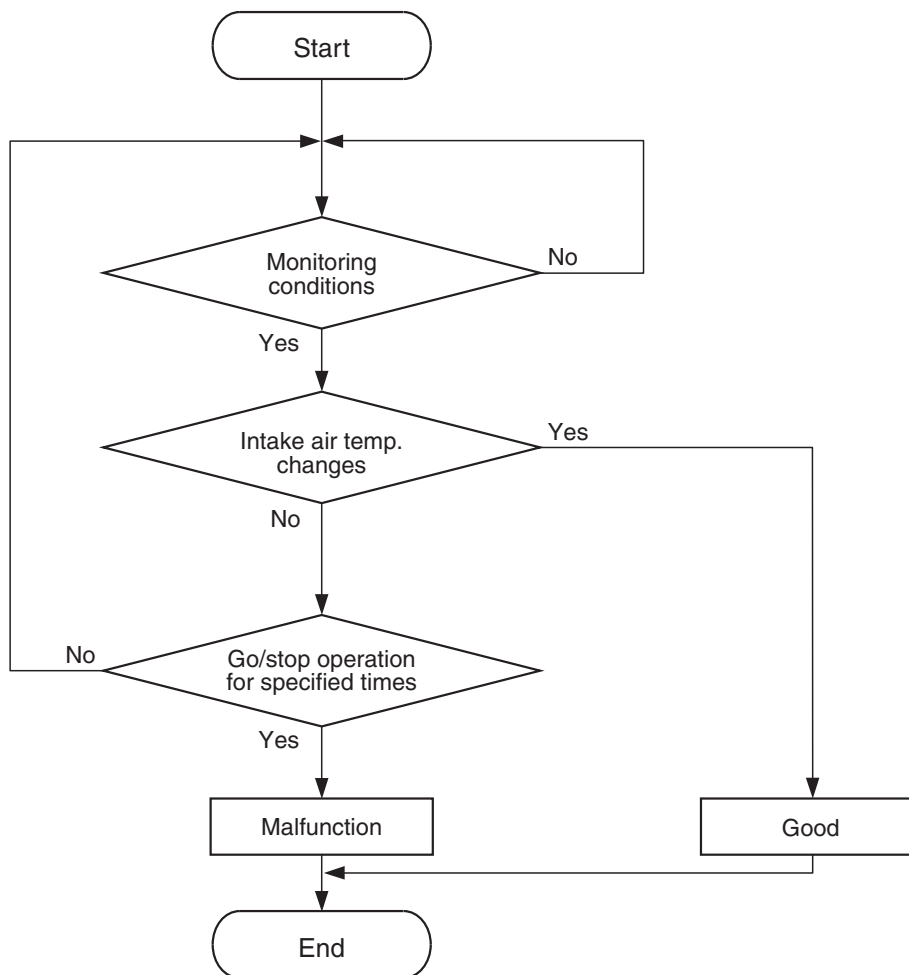 Start
Monitoring
conditions
No
Yes
Intake air temp.
changes
Yes
No
Go/stop operation
for specified times
No
Yes
Malfunction
Good
End